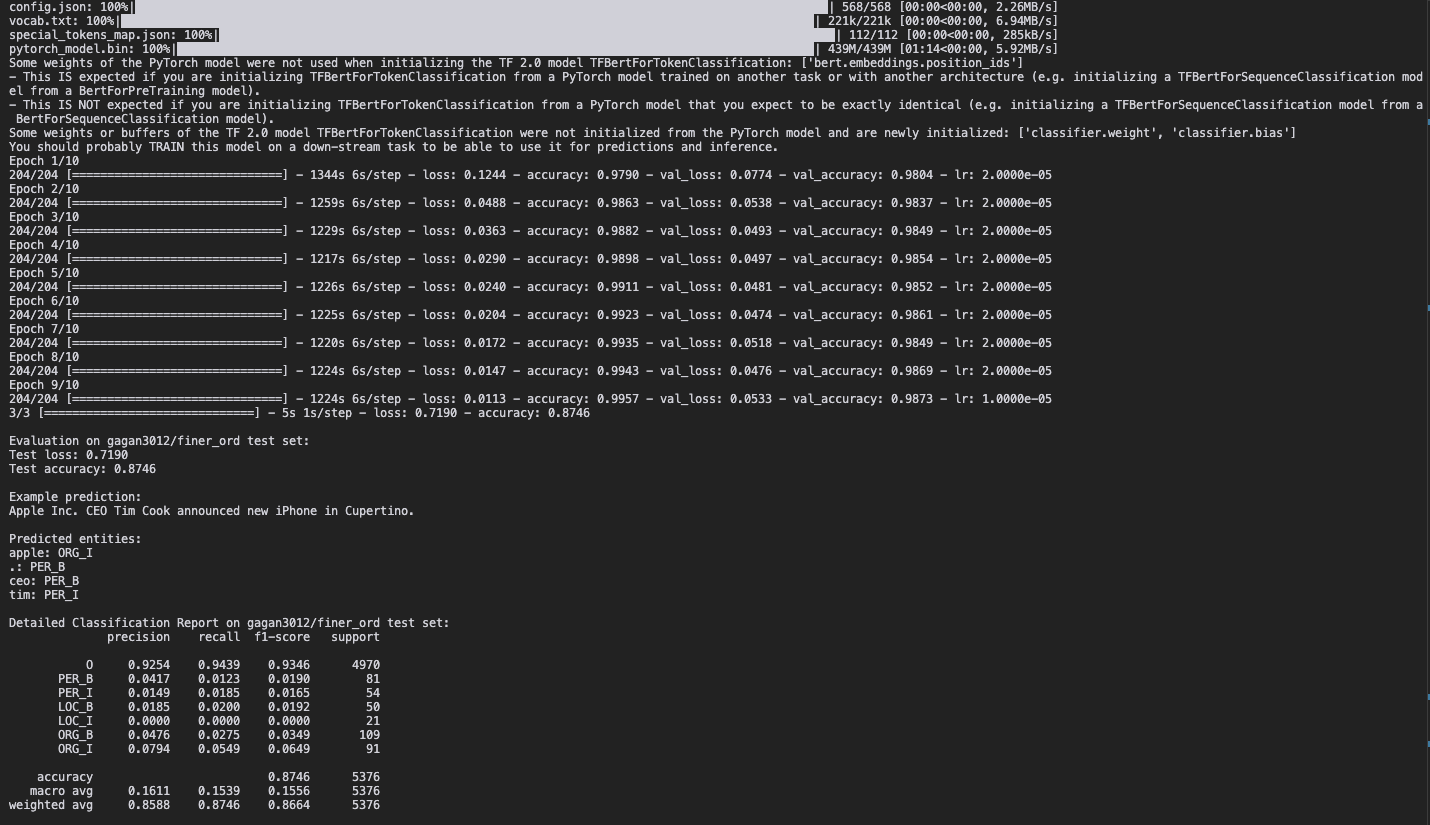 config.json: 100%| | 568/568 [00:00<00:00, 2.26MB/s]
vocab.txt: 100%| | 221k/221k [00:00<00:00, 6.94MB/s]
special_tokens_map.json: 100%| | 112/112 [00:00<00:00, 285kB/s]
pytorch_model.bin: 100%| | 439M/439M [01:14<00:00, 5.92MB/s]
Some weights of the PyTorch model were not used when initializing the TF 2.0 model TFBertForTokenClassification: ['bert.embeddings.position_ids']
- This IS expected if you are initializing TFBertForTokenClassification from a PyTorch model trained on another task or with another architecture (e.g. initializing a TFBertForSequenceClassification mod
el from a BertForPreTraining model).
- This IS NOT expected if you are initializing TFBertForTokenClassification from a PyTorch model that you expect to be exactly identical (e.g. initializing a TFBertForSequenceClassification model from a
BertForSequenceClassification model).
Some weights or buffers of the TF 2.0 model TFBertForTokenClassification were not initialized from the PyTorch model and are newly initialized: ['classifier.weight', 'classifier.bias']
You should probably TRAIN this model on a down-stream task to be able to use it for predictions and inference.
Epoch 1/10
204/204 [==============================] - 1344s 6s/step - loss: 0.1244 - accuracy: 0.9790 - val_loss: 0.0774 - val_accuracy: 0.9804 - lr: 2.0000e-05
Epoch 2/10
204/204 [==============================] - 1259s 6s/step - loss: 0.0488 - accuracy: 0.9863 - val_loss: 0.0538 - val_accuracy: 0.9837 - lr: 2.0000e-05
Epoch 3/10
204/204 [==============================] - 1229s 6s/step - loss: 0.0363 - accuracy: 0.9882 - val_loss: 0.0493 - val_accuracy: 0.9849 - lr: 2.0000e-05
Epoch 4/10
204/204 [==============================] - 1217s 6s/step - loss: 0.0290 - accuracy: 0.9898 - val_loss: 0.0497 - val_accuracy: 0.9854 - lr: 2.0000e-05
Epoch 5/10
204/204 [==============================] - 1226s 6s/step - loss: 0.0240 - accuracy: 0.9911 - val_loss: 0.0481 - val_accuracy: 0.9852 - lr: 2.0000e-05
Epoch 6/10
204/204 [==============================] - 1225s 6s/step - loss: 0.0204 - accuracy: 0.9923 - val_loss: 0.0474 - val_accuracy: 0.9861 - lr: 2.0000e-05
Epoch 7/10
204/204 [==============================] - 1220s 6s/step - loss: 0.0172 - accuracy: 0.9935 - val_loss: 0.0518 - val_accuracy: 0.9849 - lr: 2.0000e-05
Epoch 8/10
204/204 [==============================] - 1224s 6s/step - loss: 0.0147 - accuracy: 0.9943 - val_loss: 0.0476 - val_accuracy: 0.9869 - lr: 2.0000e-05
Epoch 9/10
204/204 [==============================] - 1224s 6s/step - loss: 0.0113 - accuracy: 0.9957 - val_loss: 0.0533 - val_accuracy: 0.9873 - lr: 1.0000e-05
3/3 [==============================] - 5s 1s/step - loss: 0.7190 - accuracy: 0.8746
Evaluation on gagan3012/finer_ord test set:
Test loss: 0.7190
Test accuracy: 0.8746
Example prediction:
Apple Inc. CEO Tim Cook announced new iPhone in Cupertino.
Predicted entities:
apple: ORG_I
.: PER_B
ceo: PER_B
tim: PER_I
Detailed Classification Report on gagan3012/finer_ord test set:
precision recall f1-score support
O 0.9254 0.9439 0.9346 4970
PER_B 0.0417 0.0123 0.0190 81
PER_I 0.0149 0.0185 0.0165 54
LOC_B 0.0185 0.0200 0.0192 50
LOC_I 0.0000 0.0000 0.0000 21
ORG_B 0.0476 0.0275 0.0349 109
ORG_I 0.0794 0.0549 0.0649 91
accuracy 0.8746 5376
macro avg 0.1611 0.1539 0.1556 5376
weighted avg 0.8588 0.8746 0.8664 5376